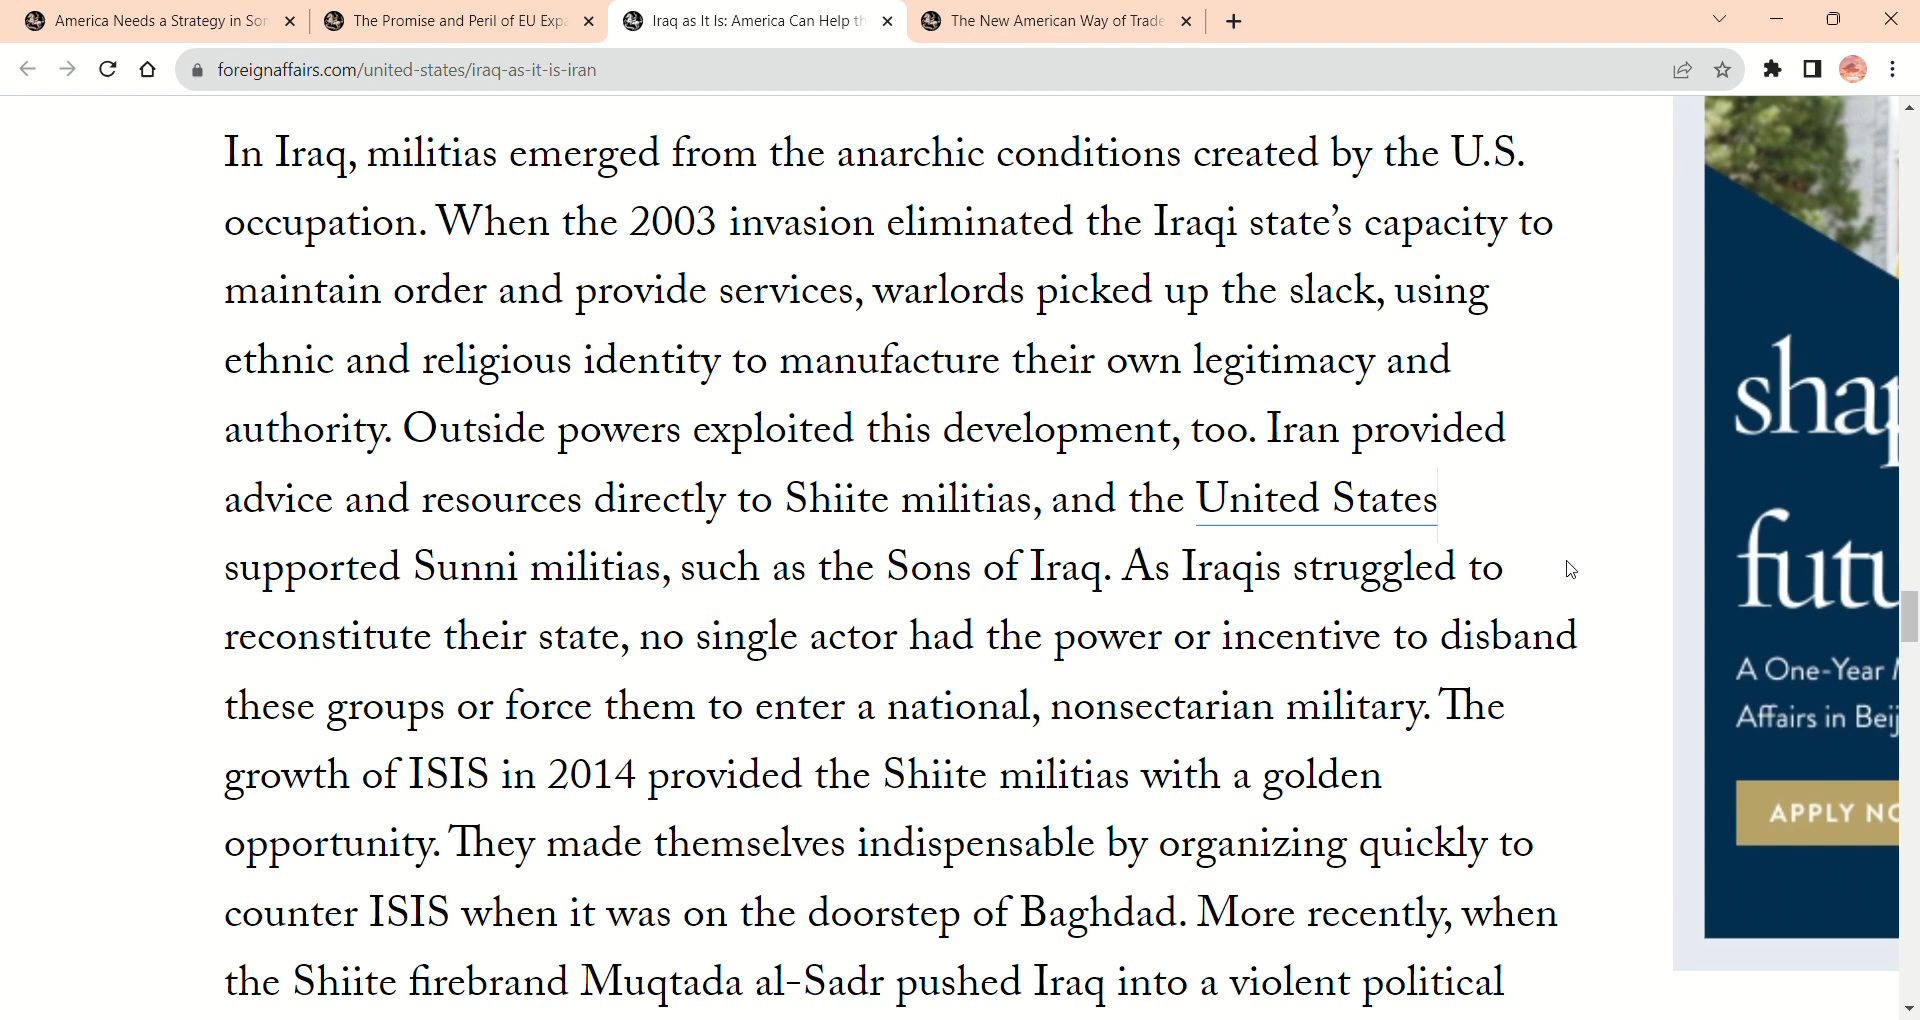 America Needs a Strategy in So
The Promise and Peril of EU Exp
Iraq as It Is: America Can Help th
The New American Way of Trade
foreignaffairs.com/united-states/iraq-as-it-is-iran
In Iraq, militias emerged from the anarchic conditions created by the U.S.
occupation. When the 2003 invasion eliminated the Iraqi state’s capacity to
maintain order and provide services, warlords picked up the slack, using
ethnic and religious identity to manufacture their own legitimacy and
authority. Outside powers exploited this development, too. Iran provided
advice and resources directly to Shiite militias, and the United States
supported Sunni militias, such as the Sons of Iraq. As Iraqis struggled to
reconstitute their state, no single actor had the power or incentive to disband
these groups or force them to enter a national, nonsectarian military. The
growth of ISIS in 2014 provided the Shiite militias with a golden
opportunity. They made themselves indispensable by organizing quickly to
counter ISIS when it was on the doorstep of Baghdad. More recently, when
the Shiite firebrand Muqtada al-Sadr pushed Iraq into a violent political
shap
futu
A One-Year
Affairs in Beij
APPLY NO